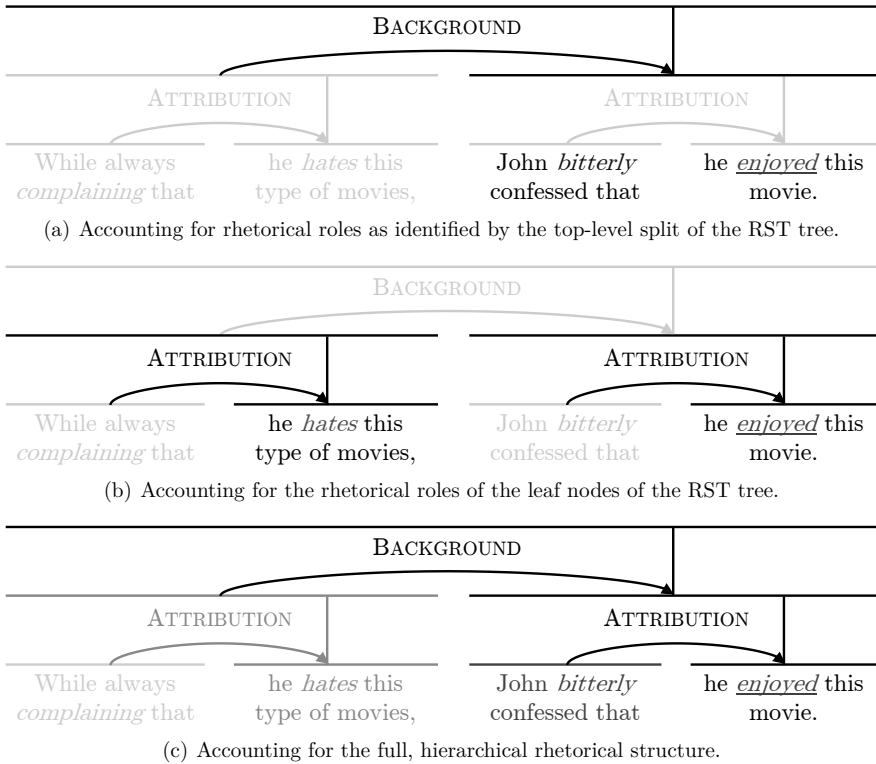 BACKGROUND
ATTRIBUTION ATTRIBUTION
While always he hates this John bitterly he enjoyed this
complaining that type of movies, confessed that movie.
(a) Accounting for rhetorical roles as identified by the top-level split of the RST tree.
BACKGROUND
ATTRIBUTION ATTRIBUTION
While always he hates this John bitterly he enjoyed this
complaining that type of movies, confessed that movie.
(b) Accounting for the rhetorical roles of the leaf nodes of the RST tree.
BACKGROUND
ATTRIBUTION ATTRIBUTION
While always he hates this John bitterly he enjoyed this
complaining that type of movies, confessed that movie.
(c) Accounting for the full, hierarchical rhetorical structure.